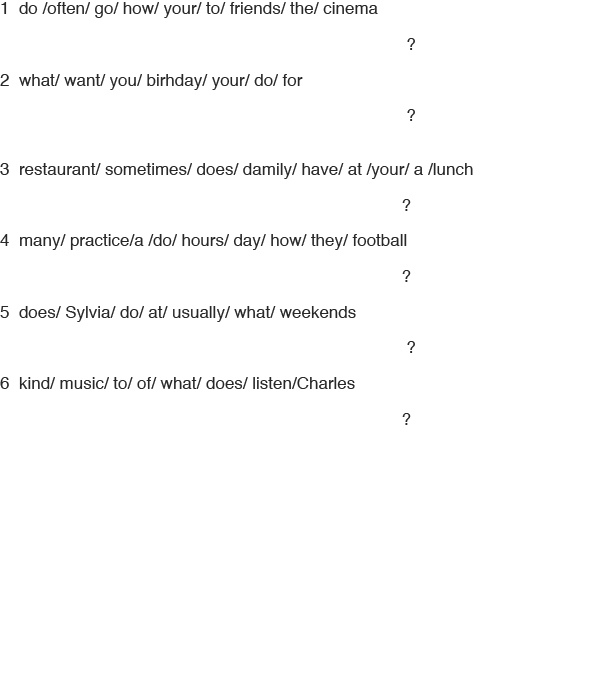 1 do /often/ go/ how/ your/ to/ friends/ the/ cinema
?
2 what/ want/ you/ birhday/ your/ do/ for
?
3 restaurant/ sometimes/ does/ damily/ have/ at /your/ a /lunch
?
4 many/ practice/a /do/ hours/ day/ how/ they/ football
?
5 does/ Sylvia/ do/ at/ usually/ what/ weekends
?
6 kind/ music/ to/ of/ what/ does/ listen/Charles
?